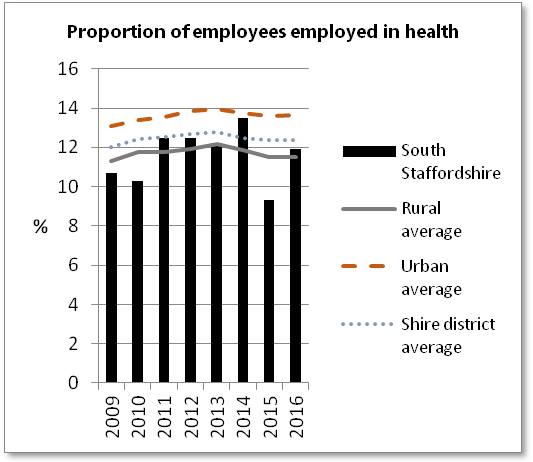 Proportion of employees employed in health
%
16
14
12
10
8
6
4
2
0
2009
2010
2011
2012
2013
2014
2015
2016
South
Staffordshire
Rural
average
Urban
average
Shire district
average